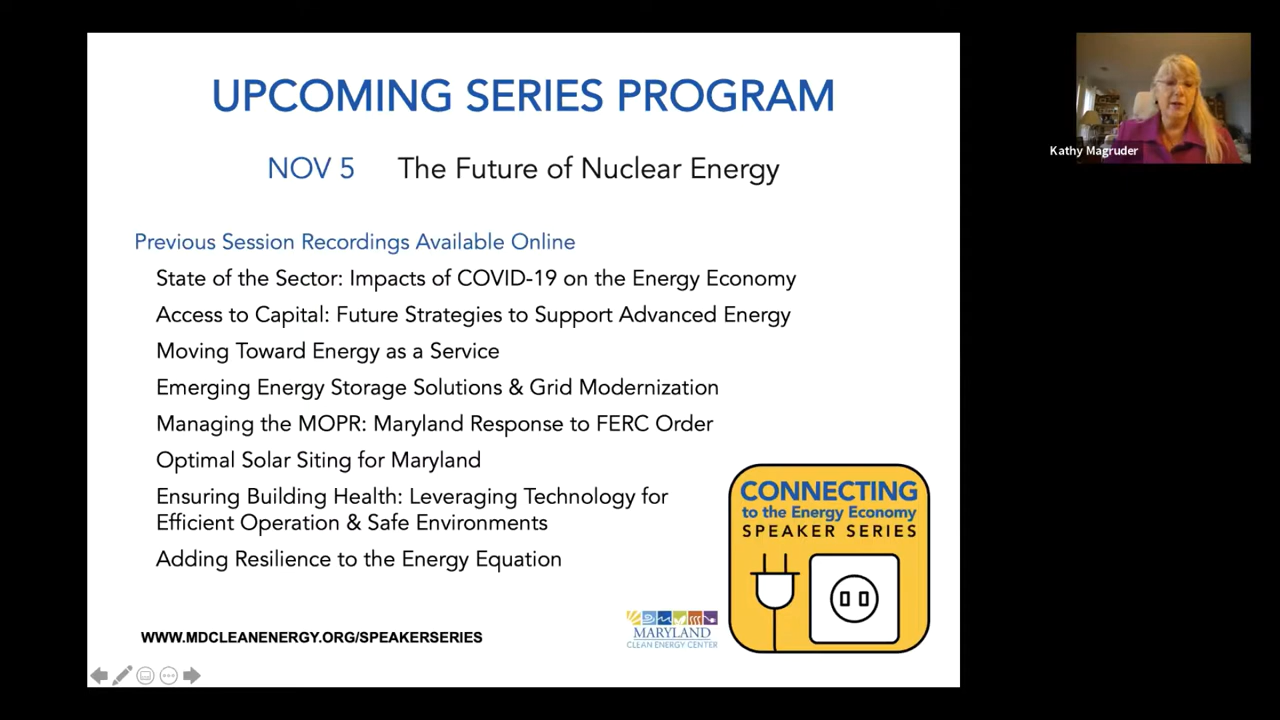 UPCOMING SERIES PROGRAM
NOV 5 The Future of Nuclear Energy
Previous Session Recordings Available Online
State of the Sector: Impacts of COVID-19 on the Energy Economy
Access to Capital: Future Strategies to Support Advanced Energy
Moving Toward Energy as a Service
Emerging Energy Storage Solutions & Grid Modernization
Managing the MOPR: Maryland Response to FERC Order
Optimal Solar Siting for Maryland
Ensuring Building Health: Leveraging Technology for
Efficient Operation & Safe Environments
Adding Resilience to the Energy Equation
WWW.MDCLEANENERGY.ORG/SPEAKERSERIES
MARYLAND
CLEAN ENERGY CENTER
CONNECTING
to the Energy Economy
SPEAKER SERIES
Kathy Magruder